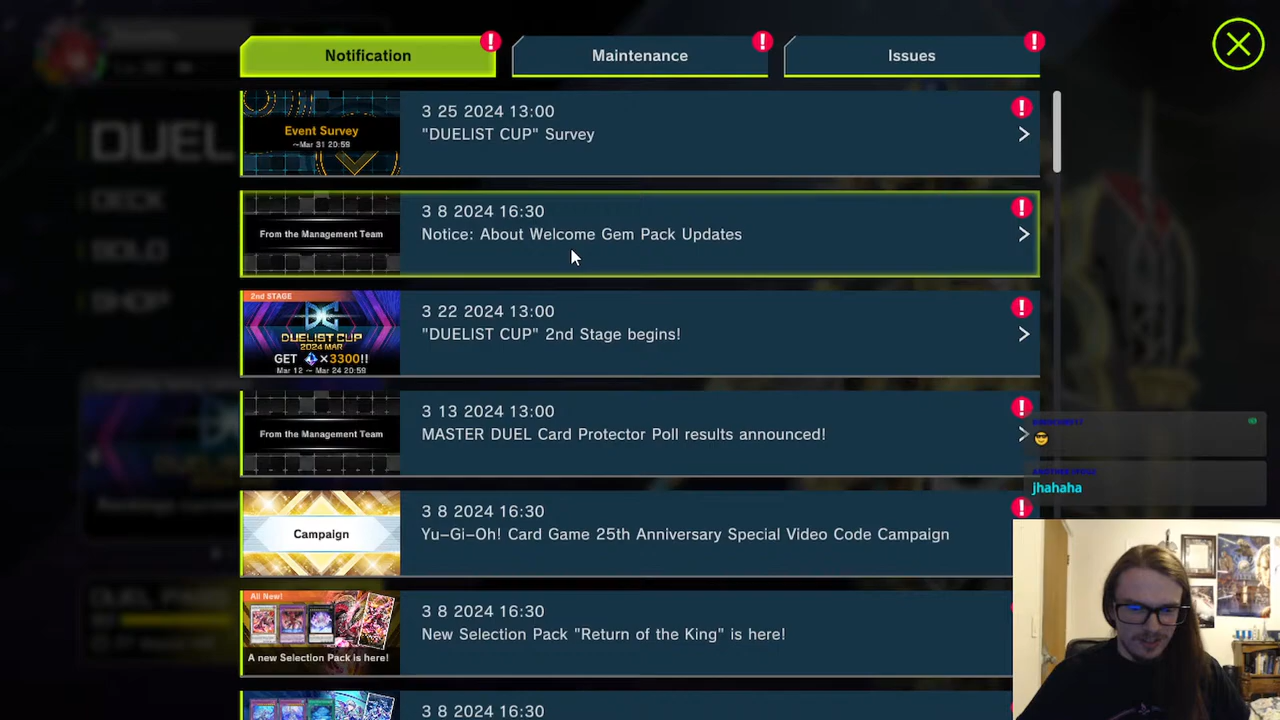 Notification
!
Maintenance
!
Issues
!
DUEL
DECK
SOLO
SHOP
Event Survey
~Mar 31 20:59
3 25 2024 13:00
"DUELIST CUP" Survey
!
From the Management Team
3 8 2024 16:30
Notice: About Welcome Gem Pack Updates
!
2nd STAGE
DUELIST CUP
2024 MAR
GET ×3300!!
Mar 12 ~ Mar 24 20:59
3 22 2024 13:00
"DUELIST CUP" 2nd Stage begins!
!
From the Management Team
3 13 2024 13:00
MASTER DUEL Card Protector Poll results announced!
!
jhahaha
Campaign
3 8 2024 16:30
Yu-Gi-Oh! Card Game 25th Anniversary Special Video Code Campaign
!
All New!
A new Selection Pack is here!
3 8 2024 16:30
New Selection Pack "Return of the King" is here!
3 8 2024 16:30
DUEL PASS